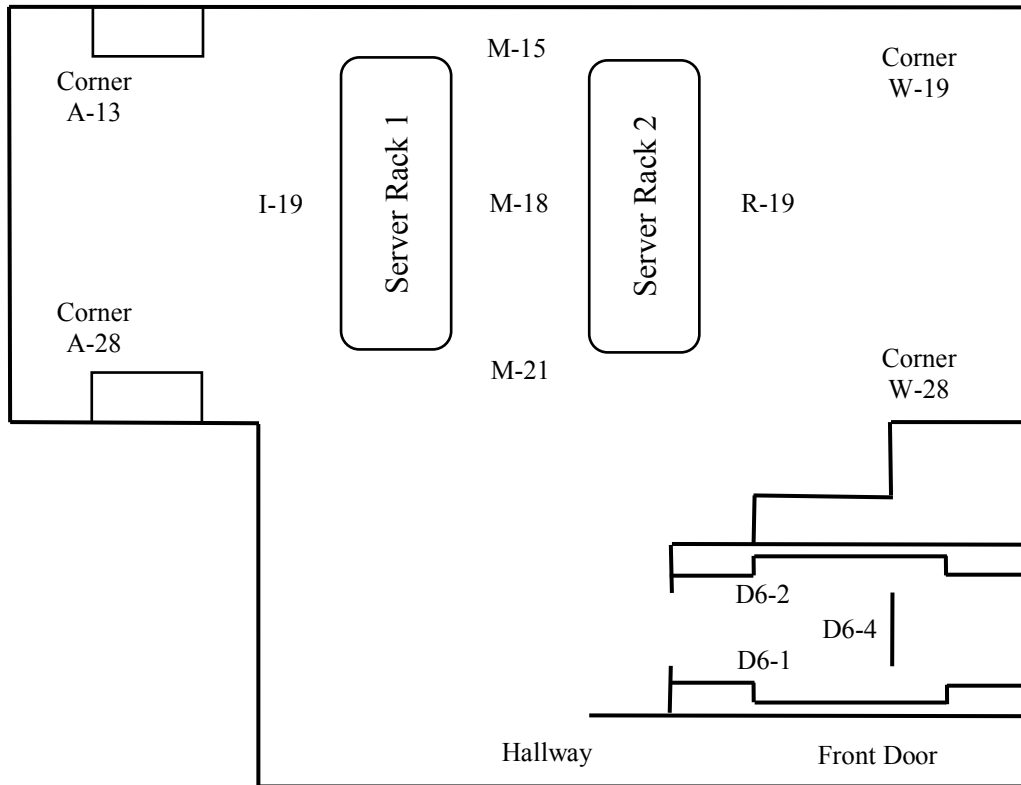 M-15
Corner
A-13
Corner
W-19
Server Rack 1
Server Rack 2
I-19
M-18
R-19
Corner
A-28
M-21
Corner
W-28
D6-2
D6-4
D6-1
Hallway
Front Door